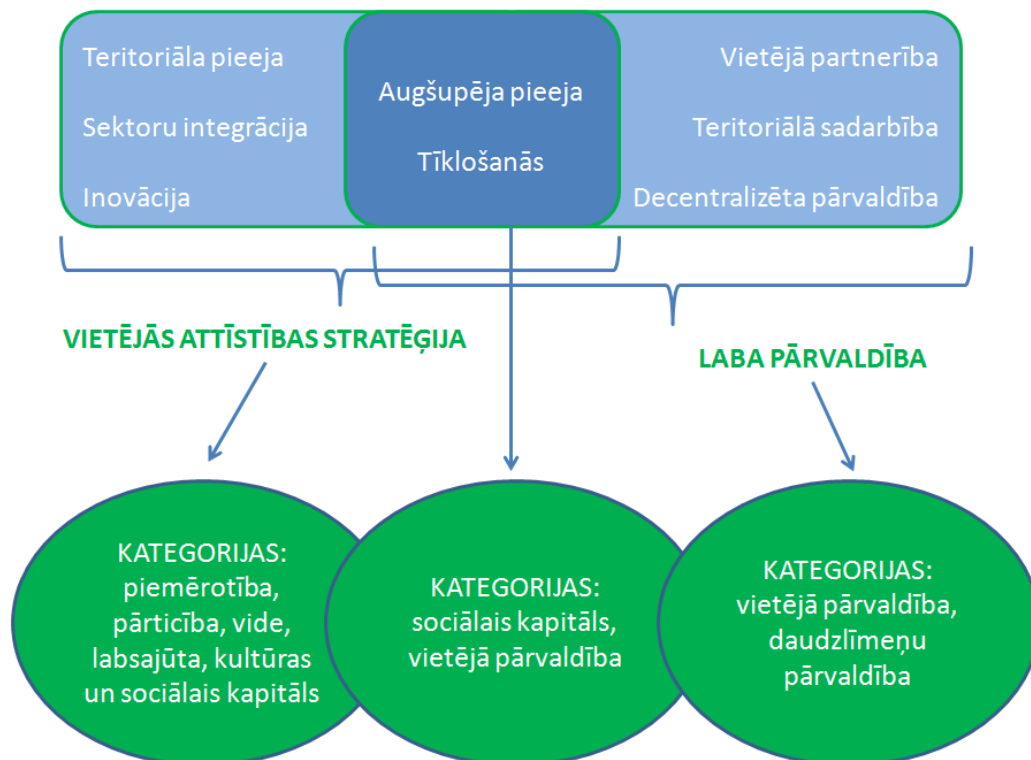 Teritoriāla pieeja
Sektoru integrācija
Inovācija
Augšupēja pieeja
Tīklošanās
Vietējā partnerība
Teritoriālā sadarbība
Decentralizēta pārvaldība
VIETĒJĀS ATTĪSTĪBAS STRATĒĢIJA
LABA PĀRVALDĪBA
KATEGORIJAS:
piemērotība,
pārticība, vide,
labsajūta, kultūras
un sociālais kapitāls
KATEGORIJAS:
sociālais kapitāls,
vietējā pārvaldība
KATEGORIJAS:
vietējā pārvaldība,
daudzlīmeņu
pārvaldība